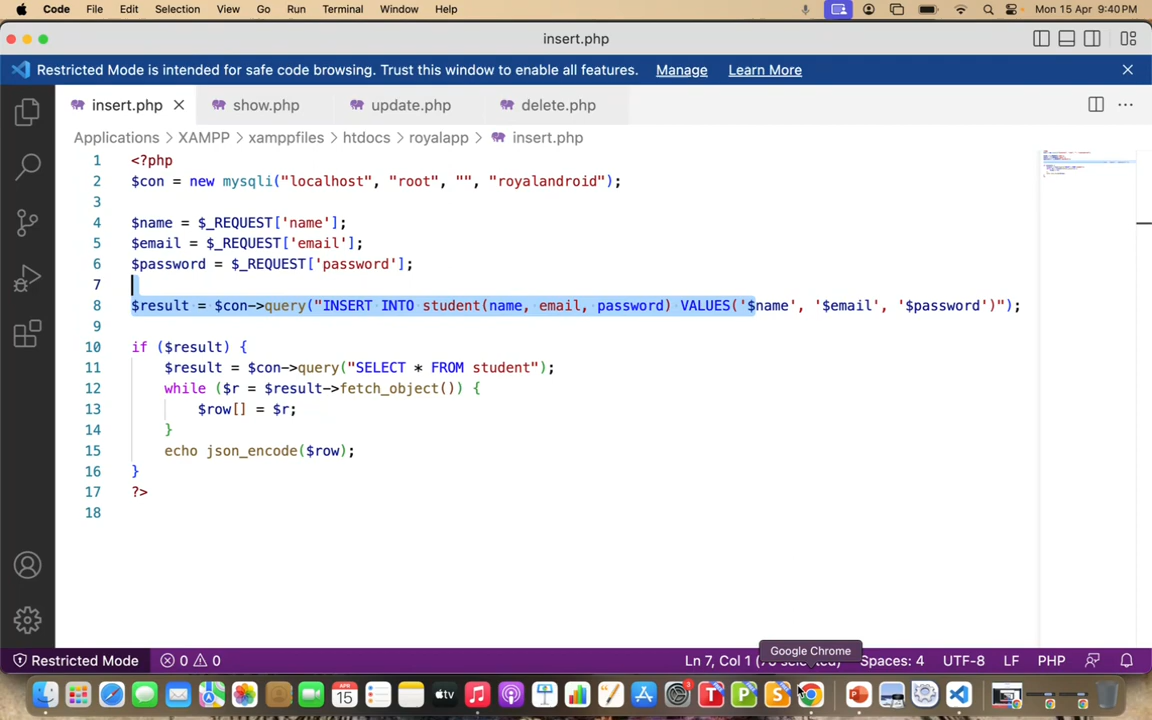 Code File Edit Selection View Go Run Terminal Window Help Mon 15 Apr 9:40 PM
insert.php
Restricted Mode is intended for safe code browsing. Trust this window to enable all features. Manage Learn More
insert.php show.php update.php delete.php
Applications > XAMPP > xamppfiles > htdocs > royalapp > insert.php
1 <?php
2 $con = new mysqli("localhost", "root", "", "royalandroid");
3
4 $name = $_REQUEST['name'];
5 $email = $_REQUEST['email'];
6 $password = $_REQUEST['password'];
7
8 $result = $con->query("INSERT INTO student(name, email, password) VALUES('$name', '$email', '$password')");
9
10 if ($result) {
11 $result = $con->query("SELECT * FROM student");
12 while ($r = $result->fetch_object()) {
13 $row[] = $r;
14 }
15 echo json_encode($row);
16 }
17 ?>
18
Google Chrome
Restricted Mode 0 0 Ln 7, Col 1 Spaces: 4 UTF-8 LF PHP
APR
15
tv
3
T P S